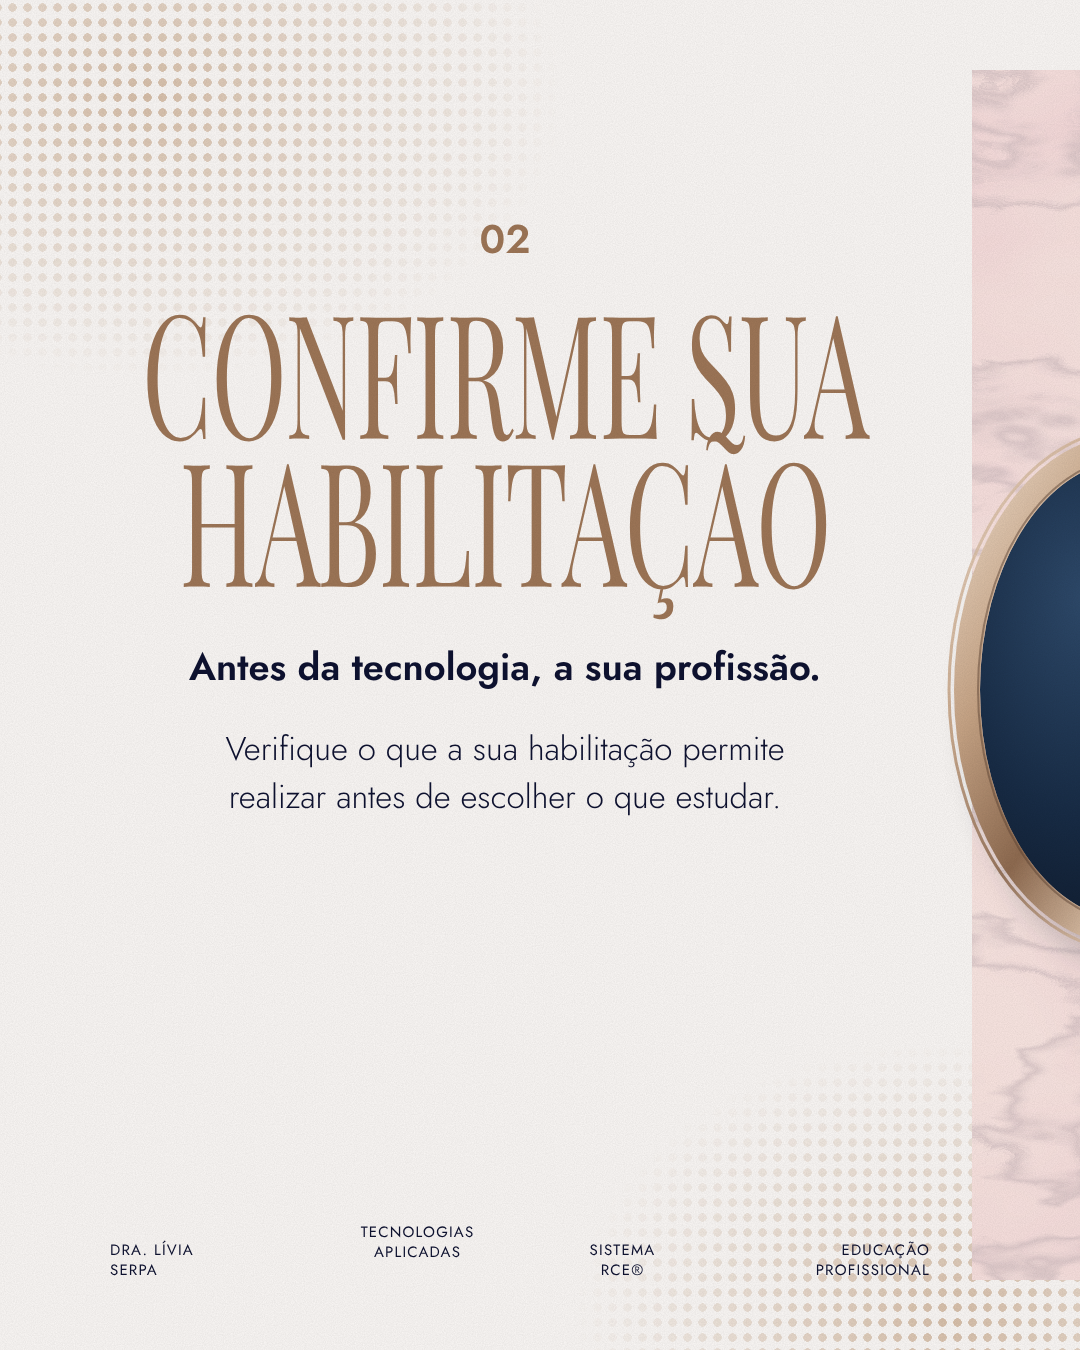 02
CONFIRME SUA
HABILITAÇÃO
Antes da tecnologia, a sua profissão.
Verifique o que a sua habilitação permite
realizar antes de escolher o que estudar.
DRA. LÍVIA
SERPA
TECNOLOGIAS
APLICADAS
SISTEMA
RCE®
EDUCAÇÃO
PROFISSIONAL